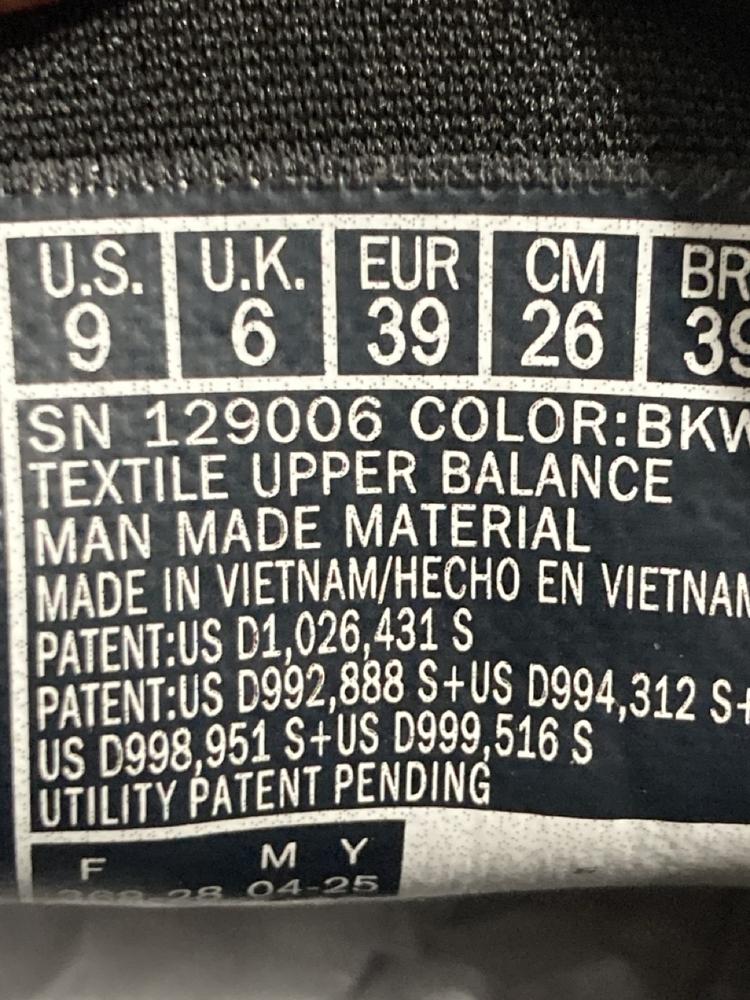 U.S. U.K. EUR CM BR
9 6 39 26 39
SN 129006 COLOR:BKW
TEXTILE UPPER BALANCE
MAN MADE MATERIAL
MADE IN VIETNAM/HECHO EN VIETNAM
PATENT:US D1,026,431 S
PATENT:US D992,888 S+US D994,312 S+
US D998,951 S+US D999,516 S
UTILITY PATENT PENDING
F M Y
04-25